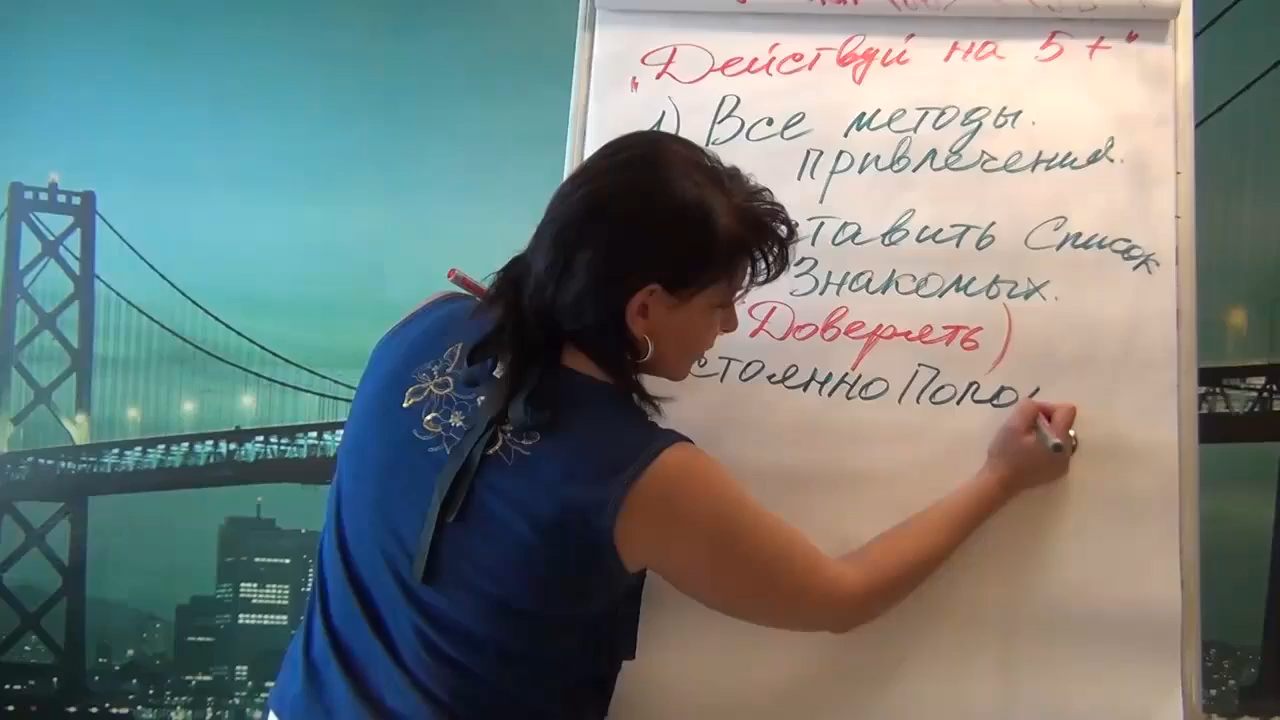 „Действуй на 5+"
1) Все методы.
привлечения.
ставить Список
Знакомых.
Доверять)
стоянно Попо